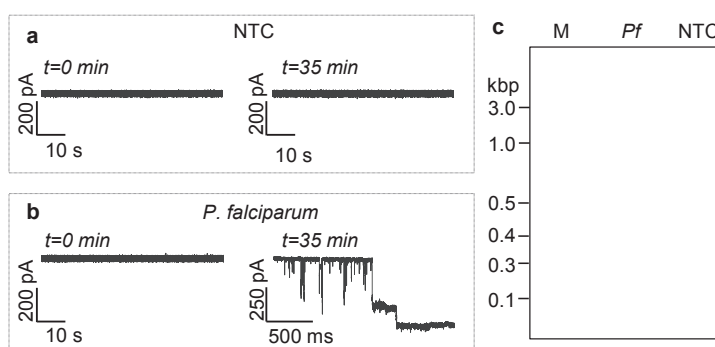 a
NTC
t=0 min
t=35 min
200 pA
10 s
200 pA
10 s
b
P. falciparum
t=0 min
t=35 min
200 pA
10 s
250 pA
500 ms
c
M Pf NTC
kbp
3.0
1.0
0.5
0.4
0.3
0.1